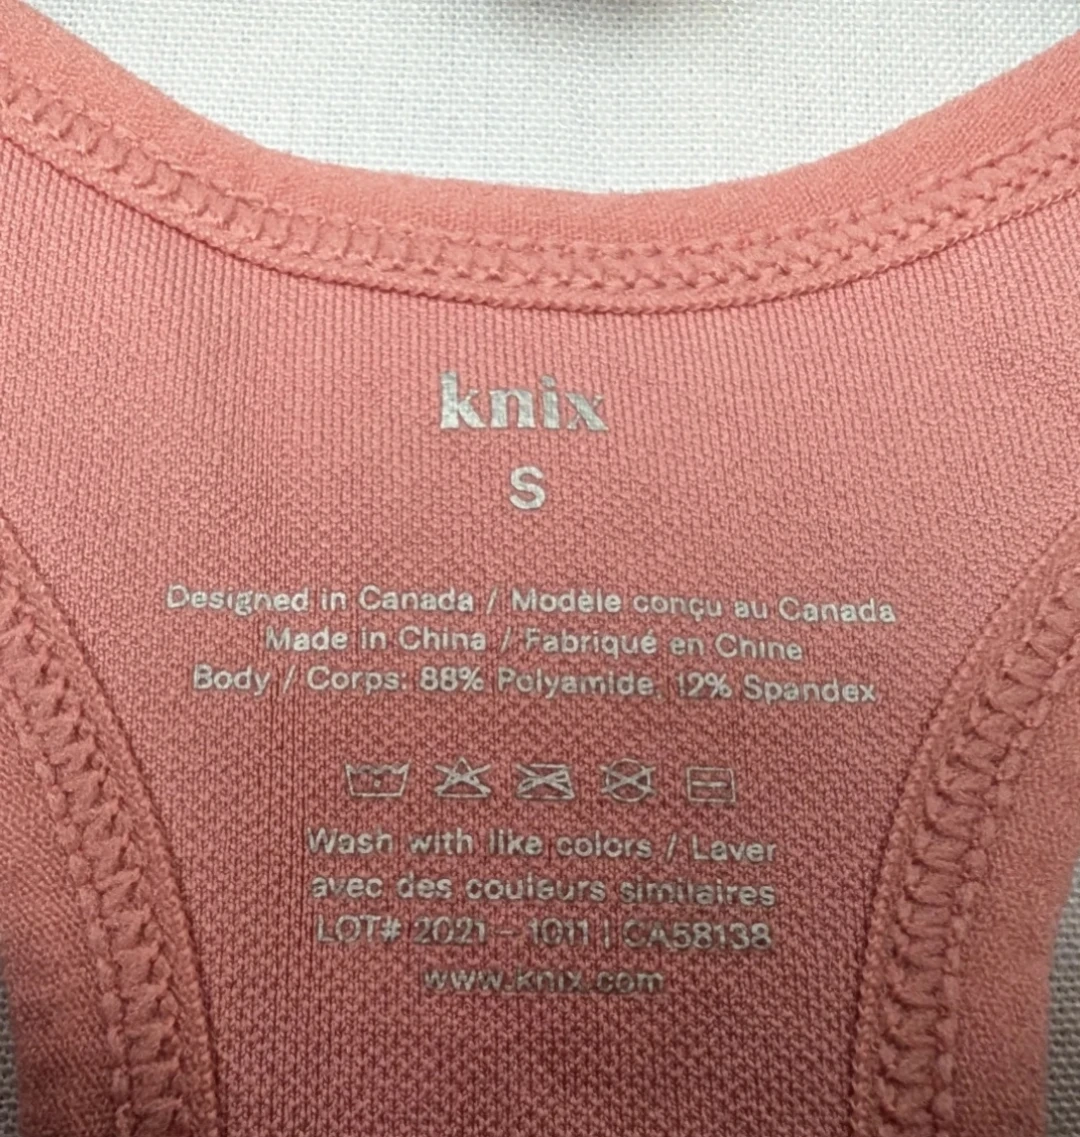 knix
S
Designed in Canada / Modèle conçu au Canada
Made in China / Fabriqué en Chine
Body / Corps: 88% Polyamide, 12% Spandex
Wash with like colors / Laver
avec des couleurs similaires
LOT# 2021 - 1011 | CA58138
www.knix.com